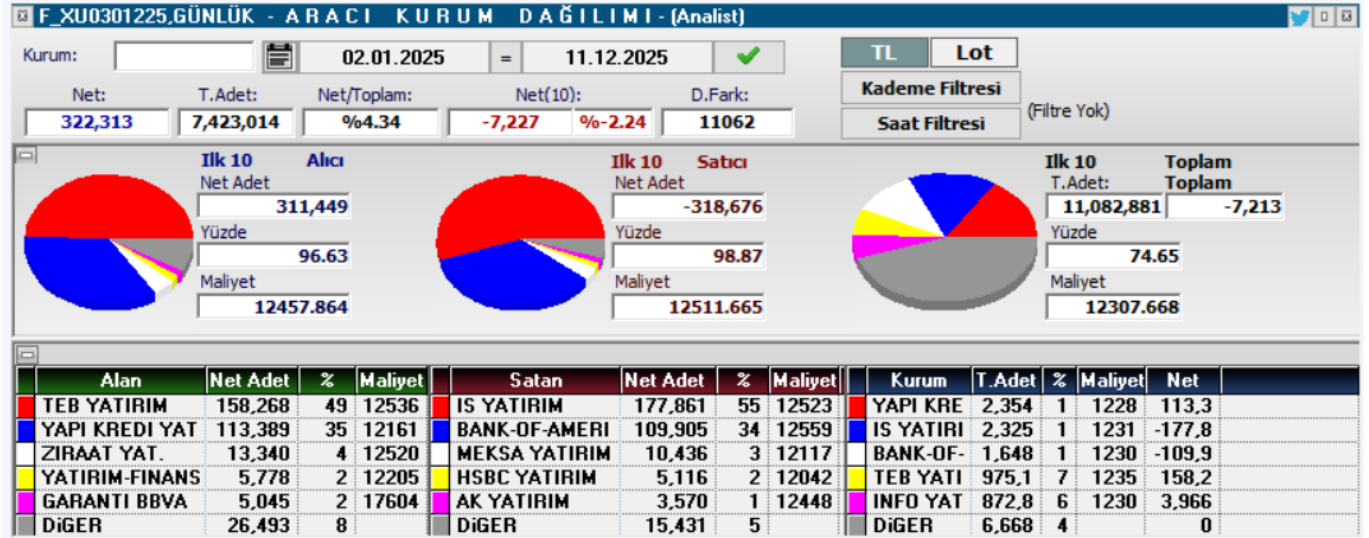 F_XU0301225,GÜNLÜK - A R A C I   K U R U M   D A Ğ I L I M I - (Analist)
Kurum: 02.01.2025 = 11.12.2025 TL Lot
Kademe Filtresi
Net: T.Adet: Net/Toplam: Net(10): D.Fark:
322,313 7,423,014 %4.34 -7,227 %-2.24 11062
Saat Filtresi (Filtre Yok)
Ilk 10 Alıcı Ilk 10 Satıcı Ilk 10 Toplam
Net Adet Net Adet T.Adet: Toplam
311,449 -318,676 11,082,881 -7,213
Yüzde Yüzde Yüzde
96.63 98.87 74.65
Maliyet Maliyet Maliyet
12457.864 12511.665 12307.668
Alan Net Adet % Maliyet Satan Net Adet % Maliyet Kurum T.Adet % Maliyet Net
TEB YATIRIM 158,268 49 12536 IS YATIRIM 177,861 55 12523 YAPI KRE 2,354 1 1228 113,3
YAPI KREDI YAT 113,389 35 12161 BANK-OF-AMERI 109,905 34 12559 IS YATIRI 2,325 1 1231 -177,8
ZIRAAT YAT. 13,340 4 12520 MEKSA YATIRIM 10,436 3 12117 BANK-OF- 1,648 1 1230 -109,9
YATIRIM-FINANS 5,778 2 12205 HSBC YATIRIM 5,116 2 12042 TEB YATI 975,1 7 1235 158,2
GARANTI BBVA 5,045 2 17604 AK YATIRIM 3,570 1 12448 INFO YAT 872,8 6 1230 3,966
DiGER 26,493 8 DiGER 15,431 5 DiGER 6,668 4 0